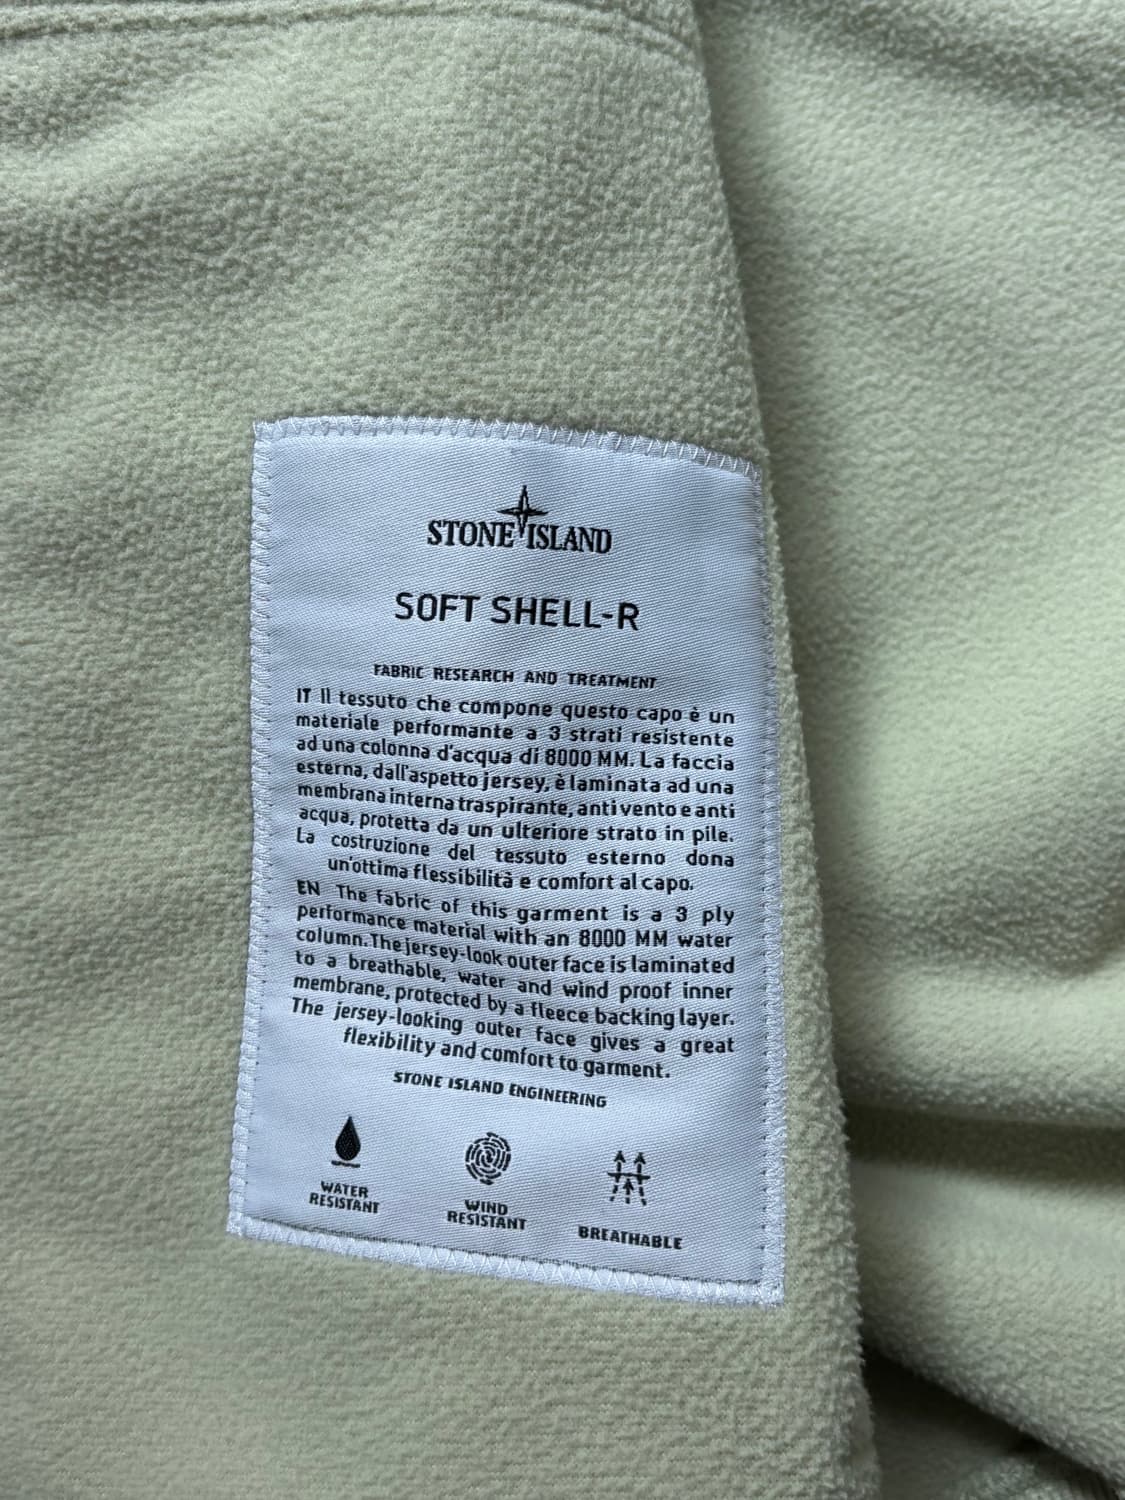 STONE ISLAND
SOFT SHELL-R
FABRIC RESEARCH AND TREATMENT
IT Il tessuto che compone questo capo è un
materiale performante a 3 strati resistente
ad una colonna d'acqua di 8000 MM. La faccia
esterna, dall'aspetto jersey, è laminata ad una
membrana interna traspirante, anti vento e anti
acqua, protetta da un ulteriore strato in pile.
La costruzione del tessuto esterno dona
un'ottima flessibilità e comfort al capo.
EN The fabric of this garment is a 3 ply
performance material with an 8000 MM water
column. The jersey-look outer face is laminated
to a breathable, water and wind proof inner
membrane, protected by a fleece backing layer.
The jersey-looking outer face gives a great
flexibility and comfort to garment.
STONE ISLAND ENGINEERING
WATER
RESISTANT
WIND
RESISTANT
BREATHABLE